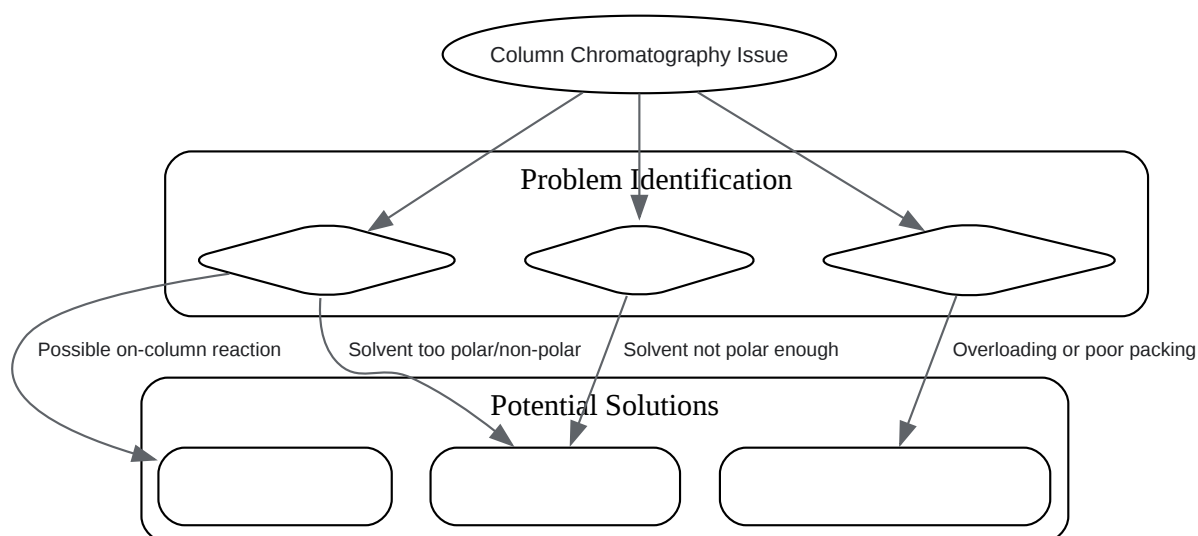 Column Chromatography Issue
Problem Identification
Possible on-column reaction
Solvent too polar/non-polar
Solvent not polar enough
Overloading or poor packing
Potential Solutions